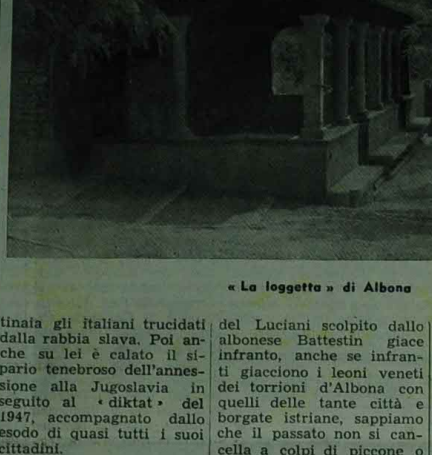 « La loggetta » di Albona
tinaia gli italiani trucidati
dalla rabbia slava. Poi an-
che su lei è calato il si-
pario tenebroso dell'annes-
sione alla Jugoslavia in
seguito al « diktat » del
1947, accompagnato dallo
esodo di quasi tutti i suoi
cittadini.
del Luciani scolpito dallo
albonese Battestin giace
infranto, anche se infran-
ti giacciono i leoni veneti
dei torrioni d'Albona con
quelli delle tante città e
borgate istriane, sappiamo
che il passato non si can-
cella a colpi di piccone o